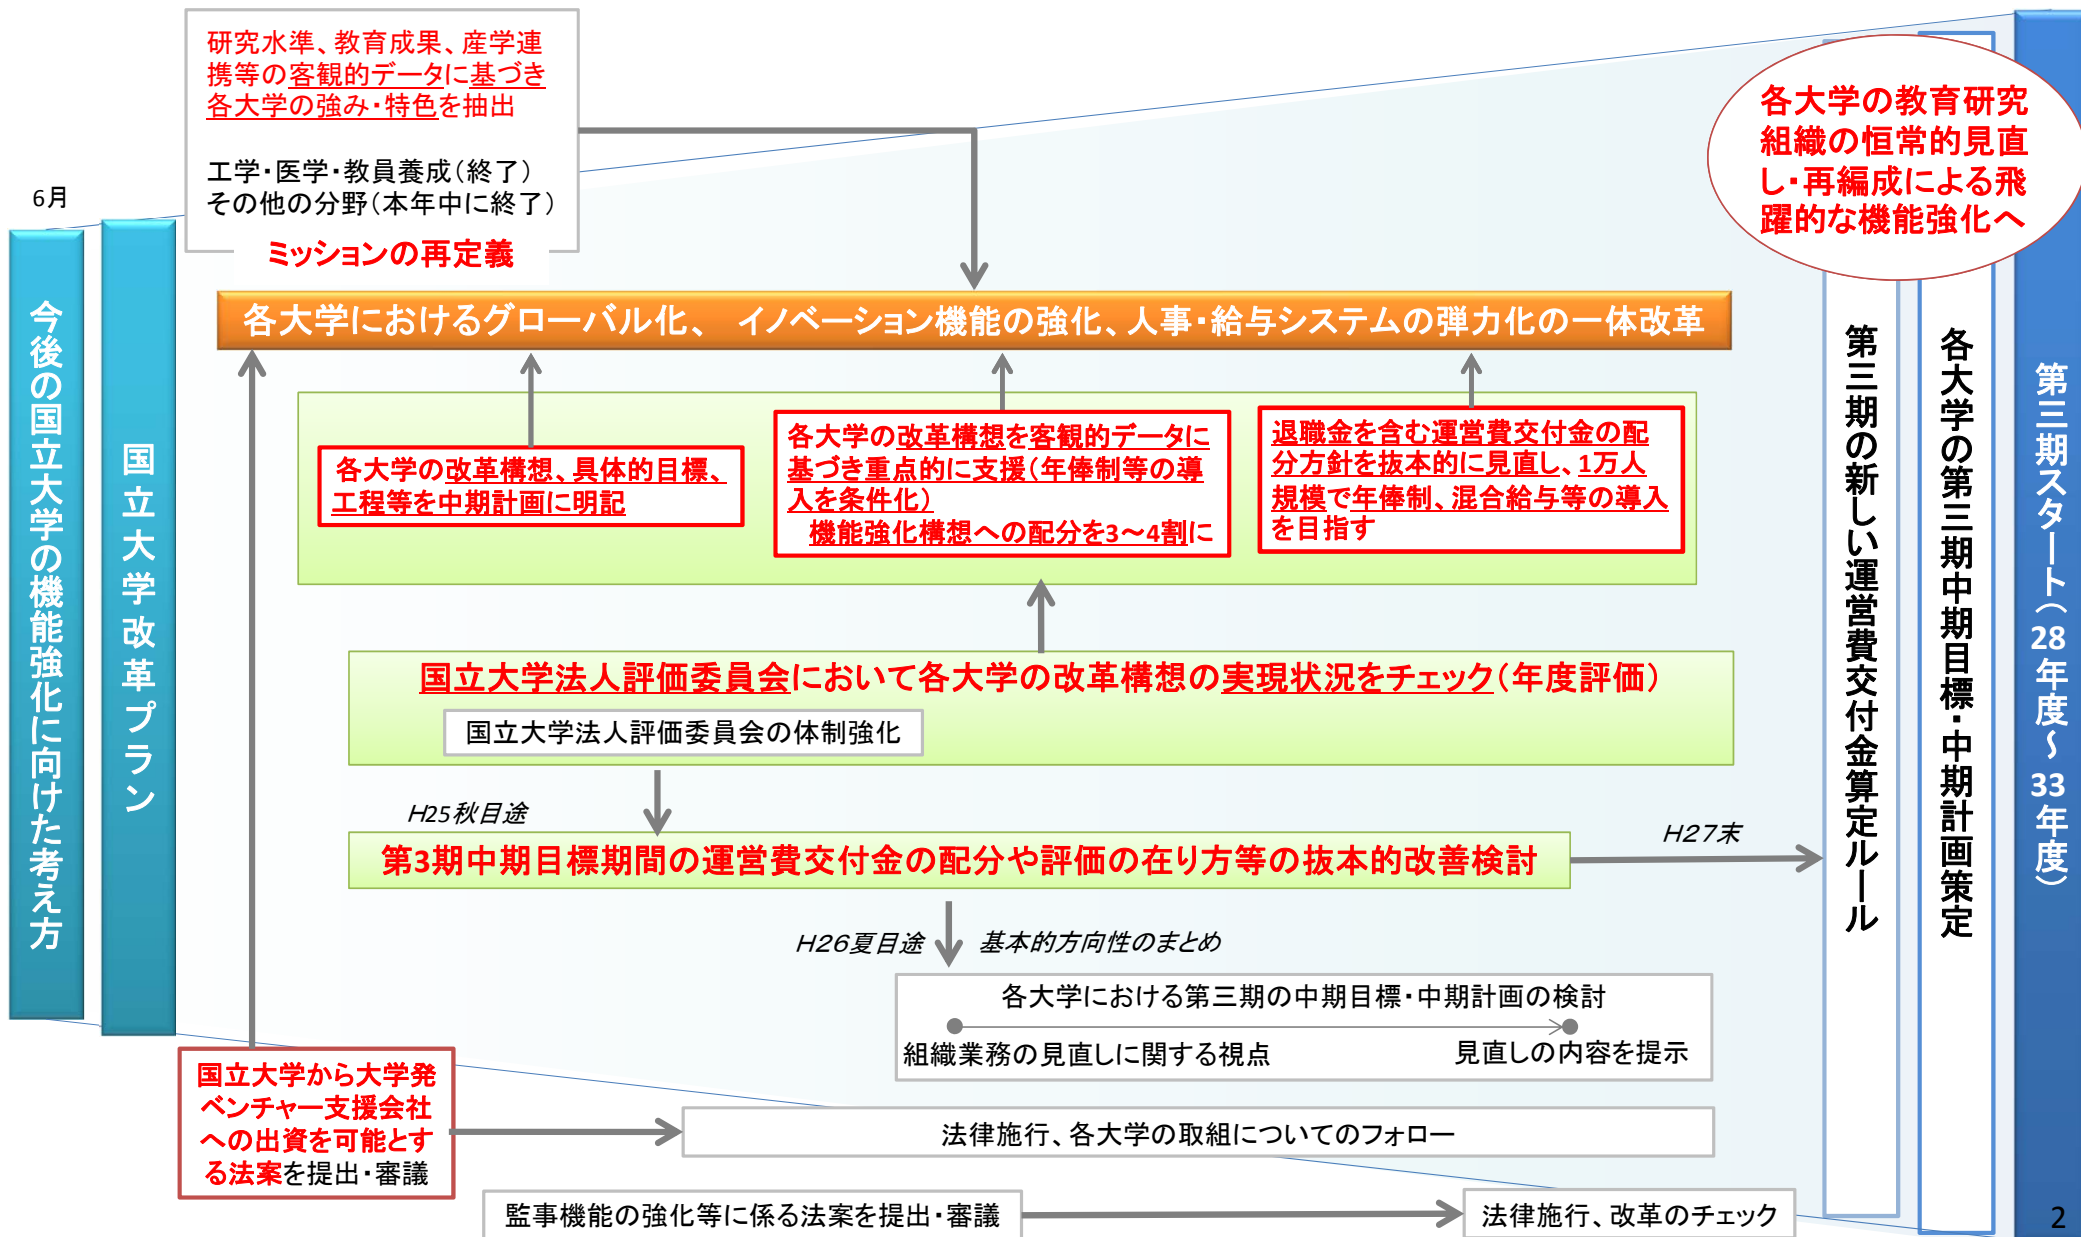 6月
今後の国立大学の機能強化に向けた考え方
国立大学改革プラン
研究水準、教育成果、産学連
携等の客観的データに基づき
各大学の強み・特色を抽出
工学・医学・教員養成（終了）
その他の分野（本年中に終了）
ミッションの再定義
各大学におけるグローバル化、 イノベーション機能の強化、人事・給与システムの弾力化の一体改革
各大学の改革構想、具体的目標、
工程等を中期計画に明記
各大学の改革構想を客観的データに
基づき重点的に支援（年俸制等の導
入を条件化）
機能強化構想への配分を3～4割に
退職金を含む運営費交付金の配
分方針を抜本的に見直し、1万人
規模で年俸制、混合給与等の導入
を目指す
国立大学法人評価委員会において各大学の改革構想の実現状況をチェック（年度評価）
国立大学法人評価委員会の体制強化
H25秋目途
第3期中期目標期間の運営費交付金の配分や評価の在り方等の抜本的改善検討
H27末
H26夏目途
基本的方向性のまとめ
各大学における第三期の中期目標・中期計画の検討
組織業務の見直しに関する視点
見直しの内容を提示
国立大学から大学発
ベンチャー支援会社
への出資を可能とす
る法案を提出・審議
法律施行、各大学の取組についてのフォロー
監事機能の強化等に係る法案を提出・審議
法律施行、改革のチェック
各大学の教育研究
組織の恒常的見直
し・再編成による飛
躍的な機能強化へ
第三期の新しい運営費交付金算定ルール
各大学の第三期中期目標・中期計画策定
第三期スタート（28年度～33年度）
2